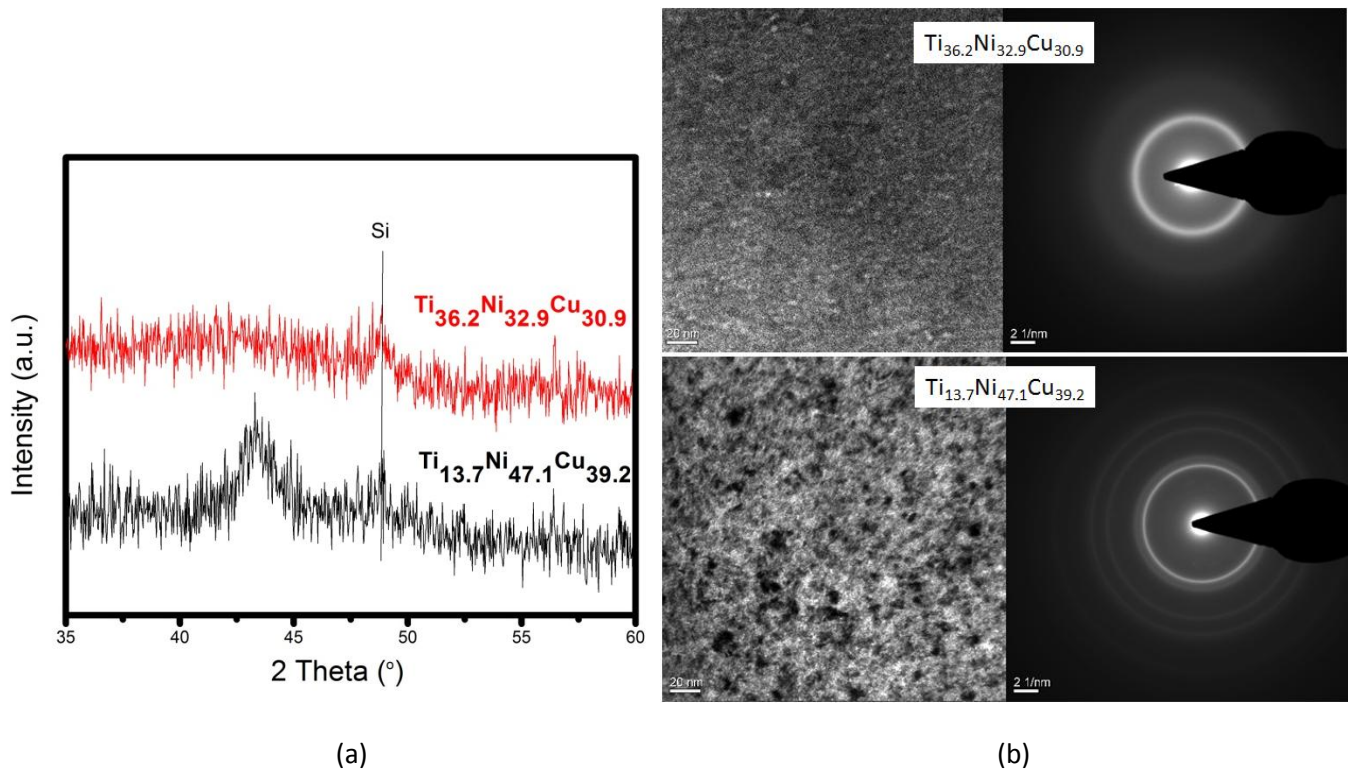 Intensity (a.u.)
Si
Ti36.2Ni32.9Cu30.9
Ti13.7Ni47.1Cu39.2
35 40 45 50 55 60
2 Theta (°)
(a)
Ti36.2Ni32.9Cu30.9
20 nm
2 1/nm
Ti13.7Ni47.1Cu39.2
20 nm
2 1/nm
(b)